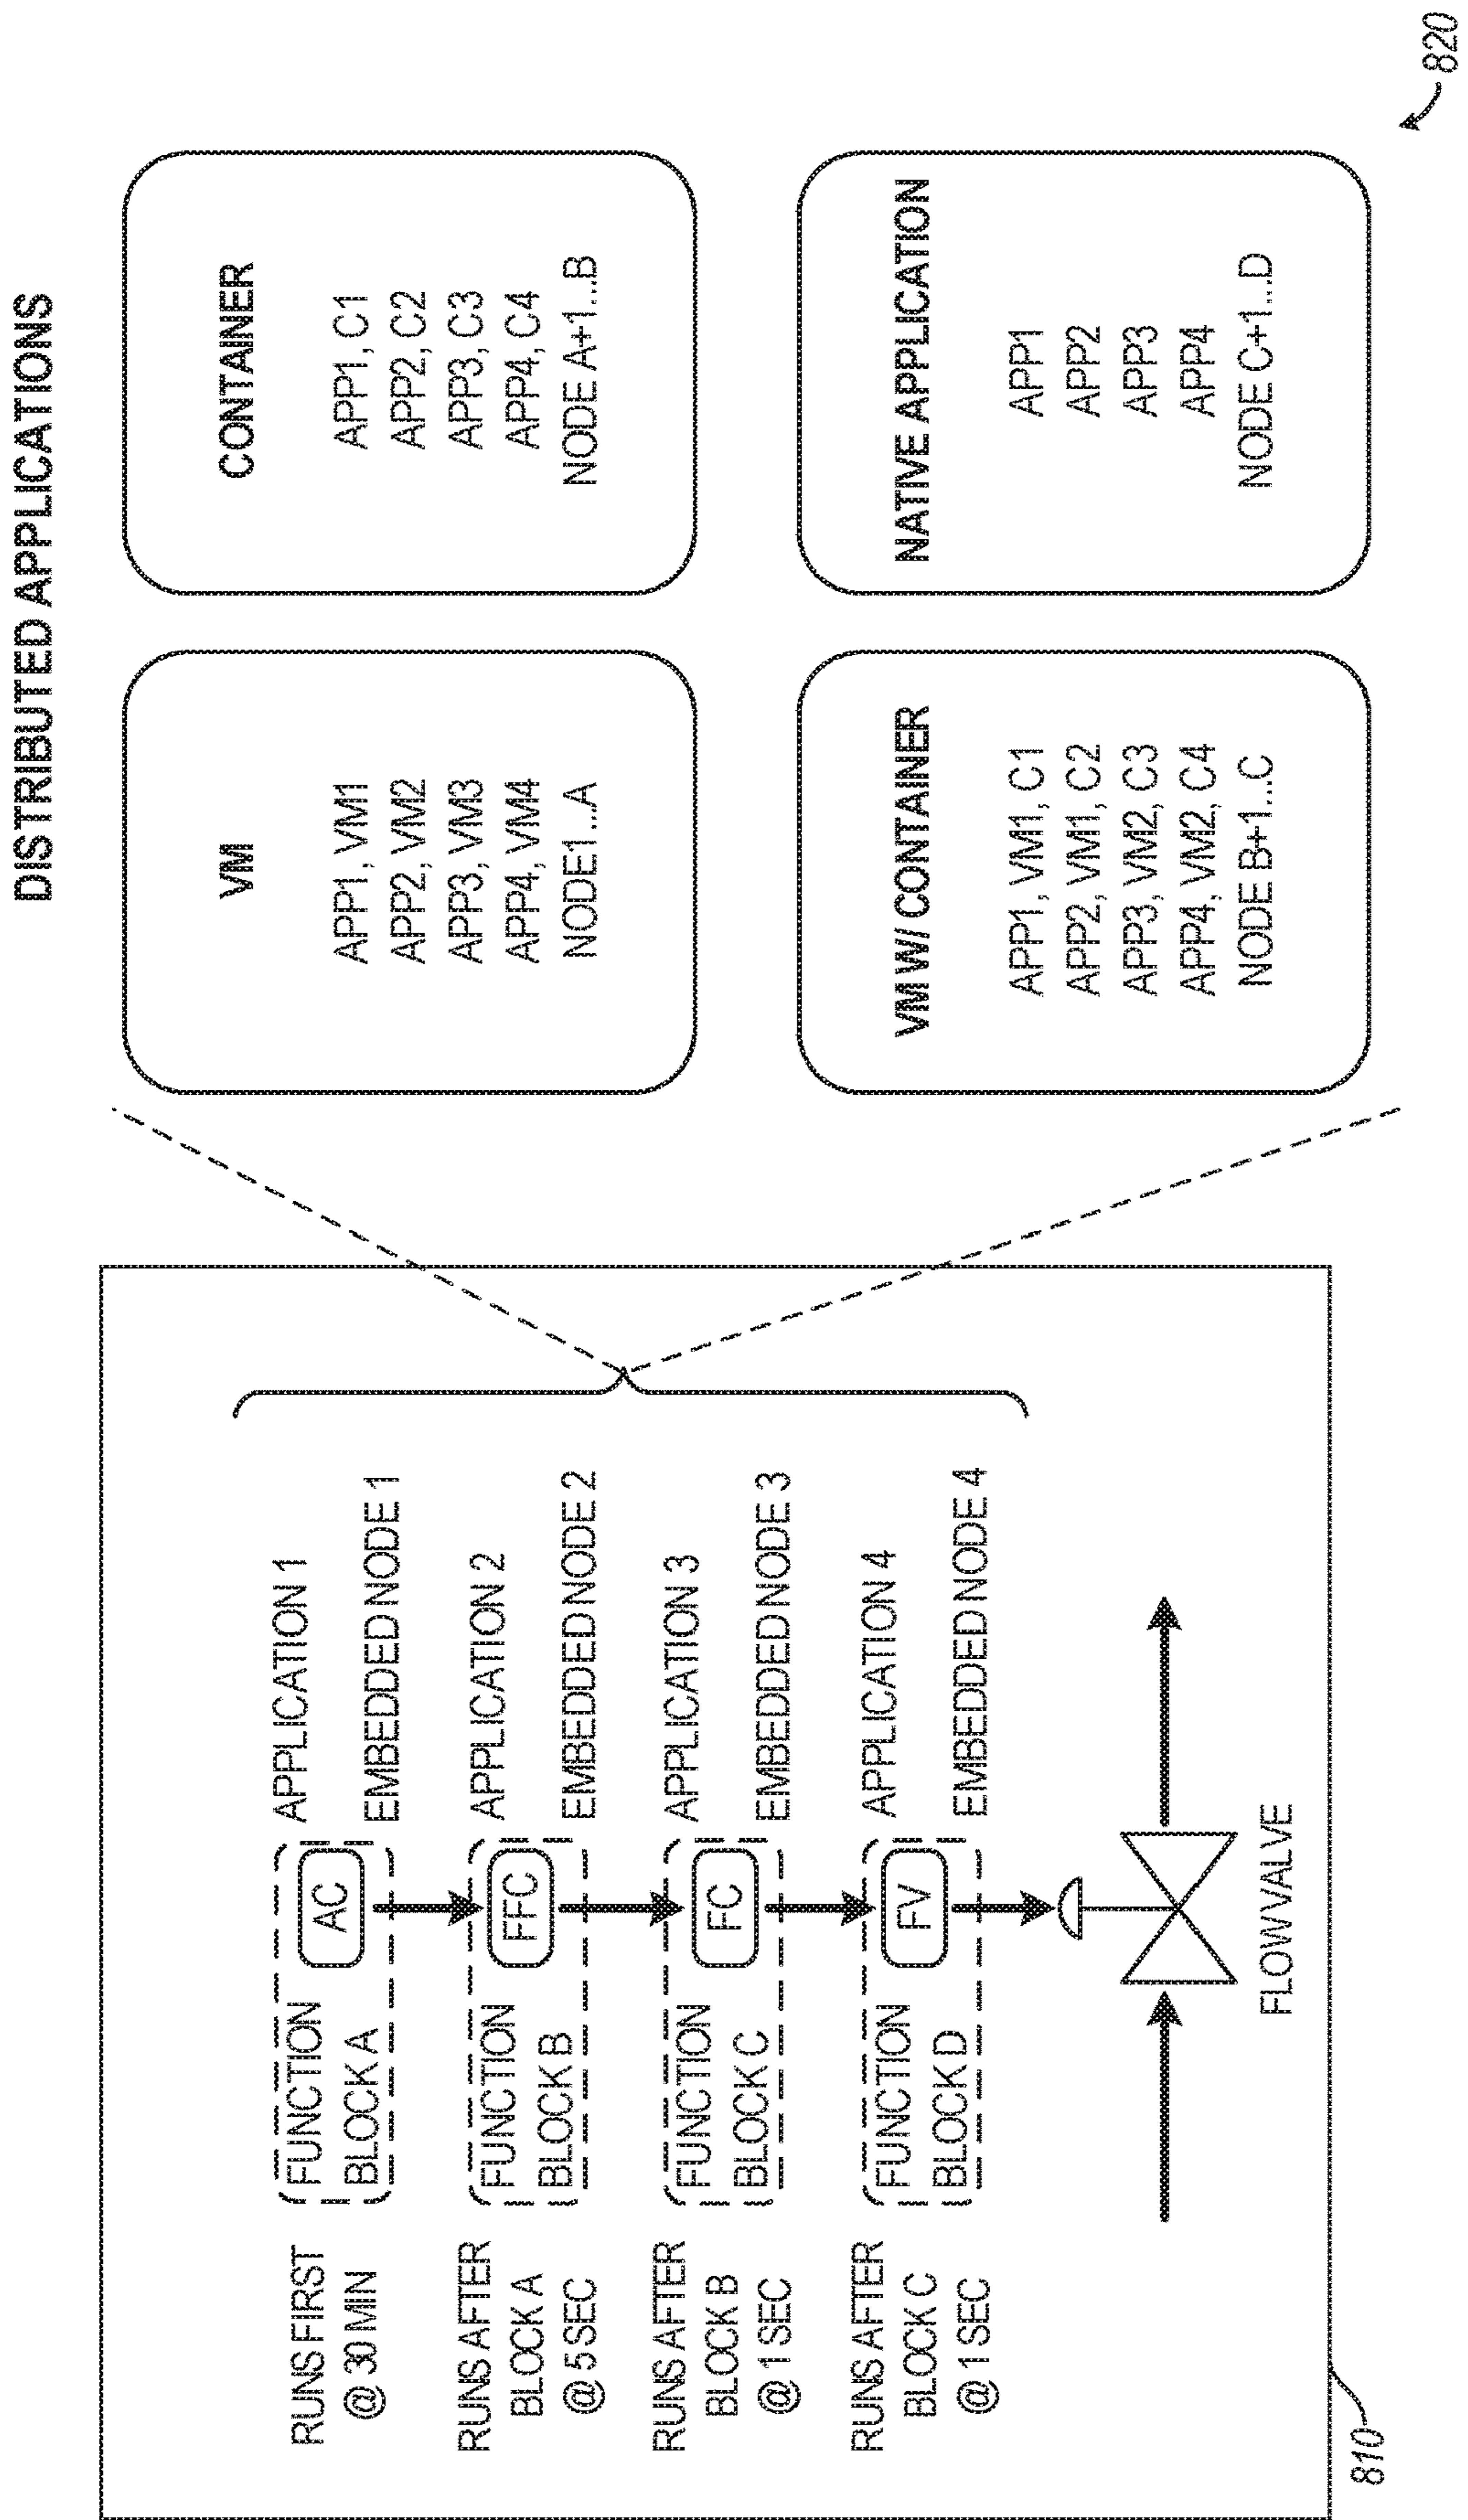 DISTRIBUTED APPLICATIONS
RUNS FIRST
@ 30 MIN
FUNCTION
BLOCK A
AC
APPLICATION 1
EMBEDDED NODE 1
RUNS AFTER
BLOCK A
@ 5 SEC
FUNCTION
BLOCK B
FFC
APPLICATION 2
EMBEDDED NODE 2
RUNS AFTER
BLOCK B
@ 1 SEC
FUNCTION
BLOCK C
FC
APPLICATION 3
EMBEDDED NODE 3
RUNS AFTER
BLOCK C
@ 1 SEC
FUNCTION
BLOCK D
FV
APPLICATION 4
EMBEDDED NODE 4
FLOW VALVE
810
VM
APP1, VM1
APP2, VM2
APP3, VM3
APP4, VM4
NODE1...A
CONTAINER
APP1, C1
APP2, C2
APP3, C3
APP4, C4
NODE A+1...B
VM W/ CONTAINER
APP1, VM1, C1
APP2, VM1, C2
APP3, VM2, C3
APP4, VM2, C4
NODE B+1...C
NATIVE APPLICATION
APP1
APP2
APP3
APP4
NODE C+1...D
820